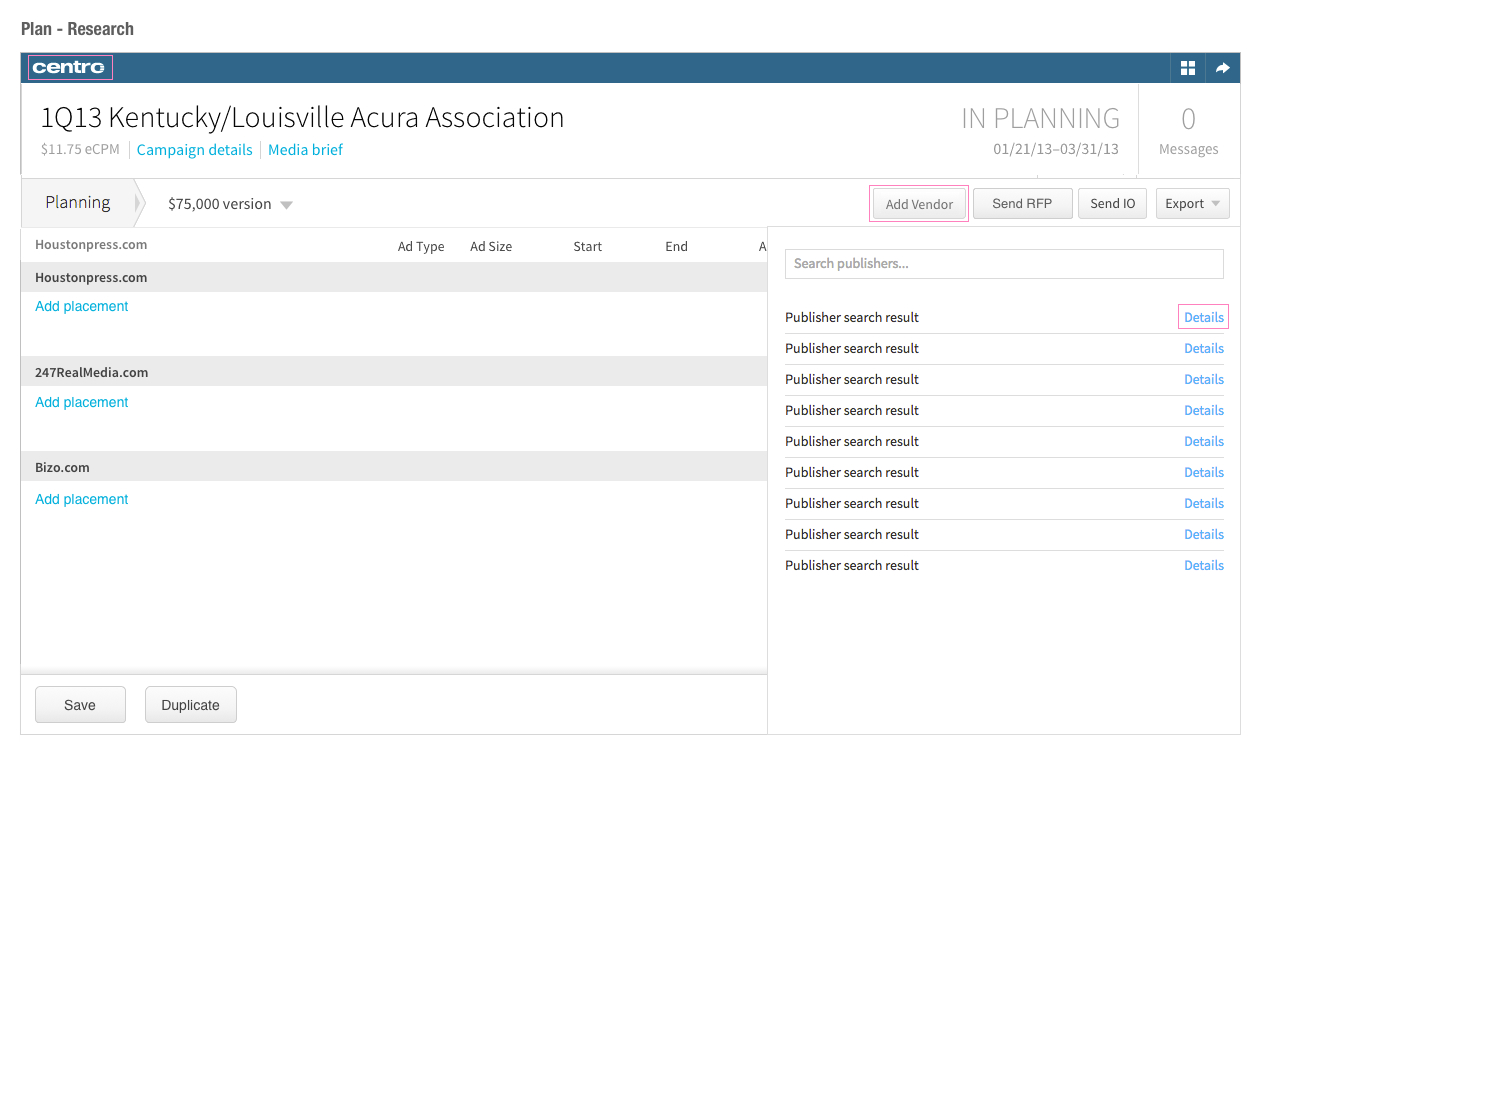 Plan - Research
centro
1Q13 Kentucky/Louisville Acura Association
IN PLANNING
0
$11.75 eCPM Campaign details Media brief
01/21/13–03/31/13
Messages
Planning
$75,000 version
Add Vendor
Send RFP
Send IO
Export
Houstonpress.com
Ad Type Ad Size Start End A
Search publishers...
Houstonpress.com
Add placement
247RealMedia.com
Add placement
Bizo.com
Add placement
Publisher search result Details
Publisher search result Details
Publisher search result Details
Publisher search result Details
Publisher search result Details
Publisher search result Details
Publisher search result Details
Publisher search result Details
Publisher search result Details
Save
Duplicate